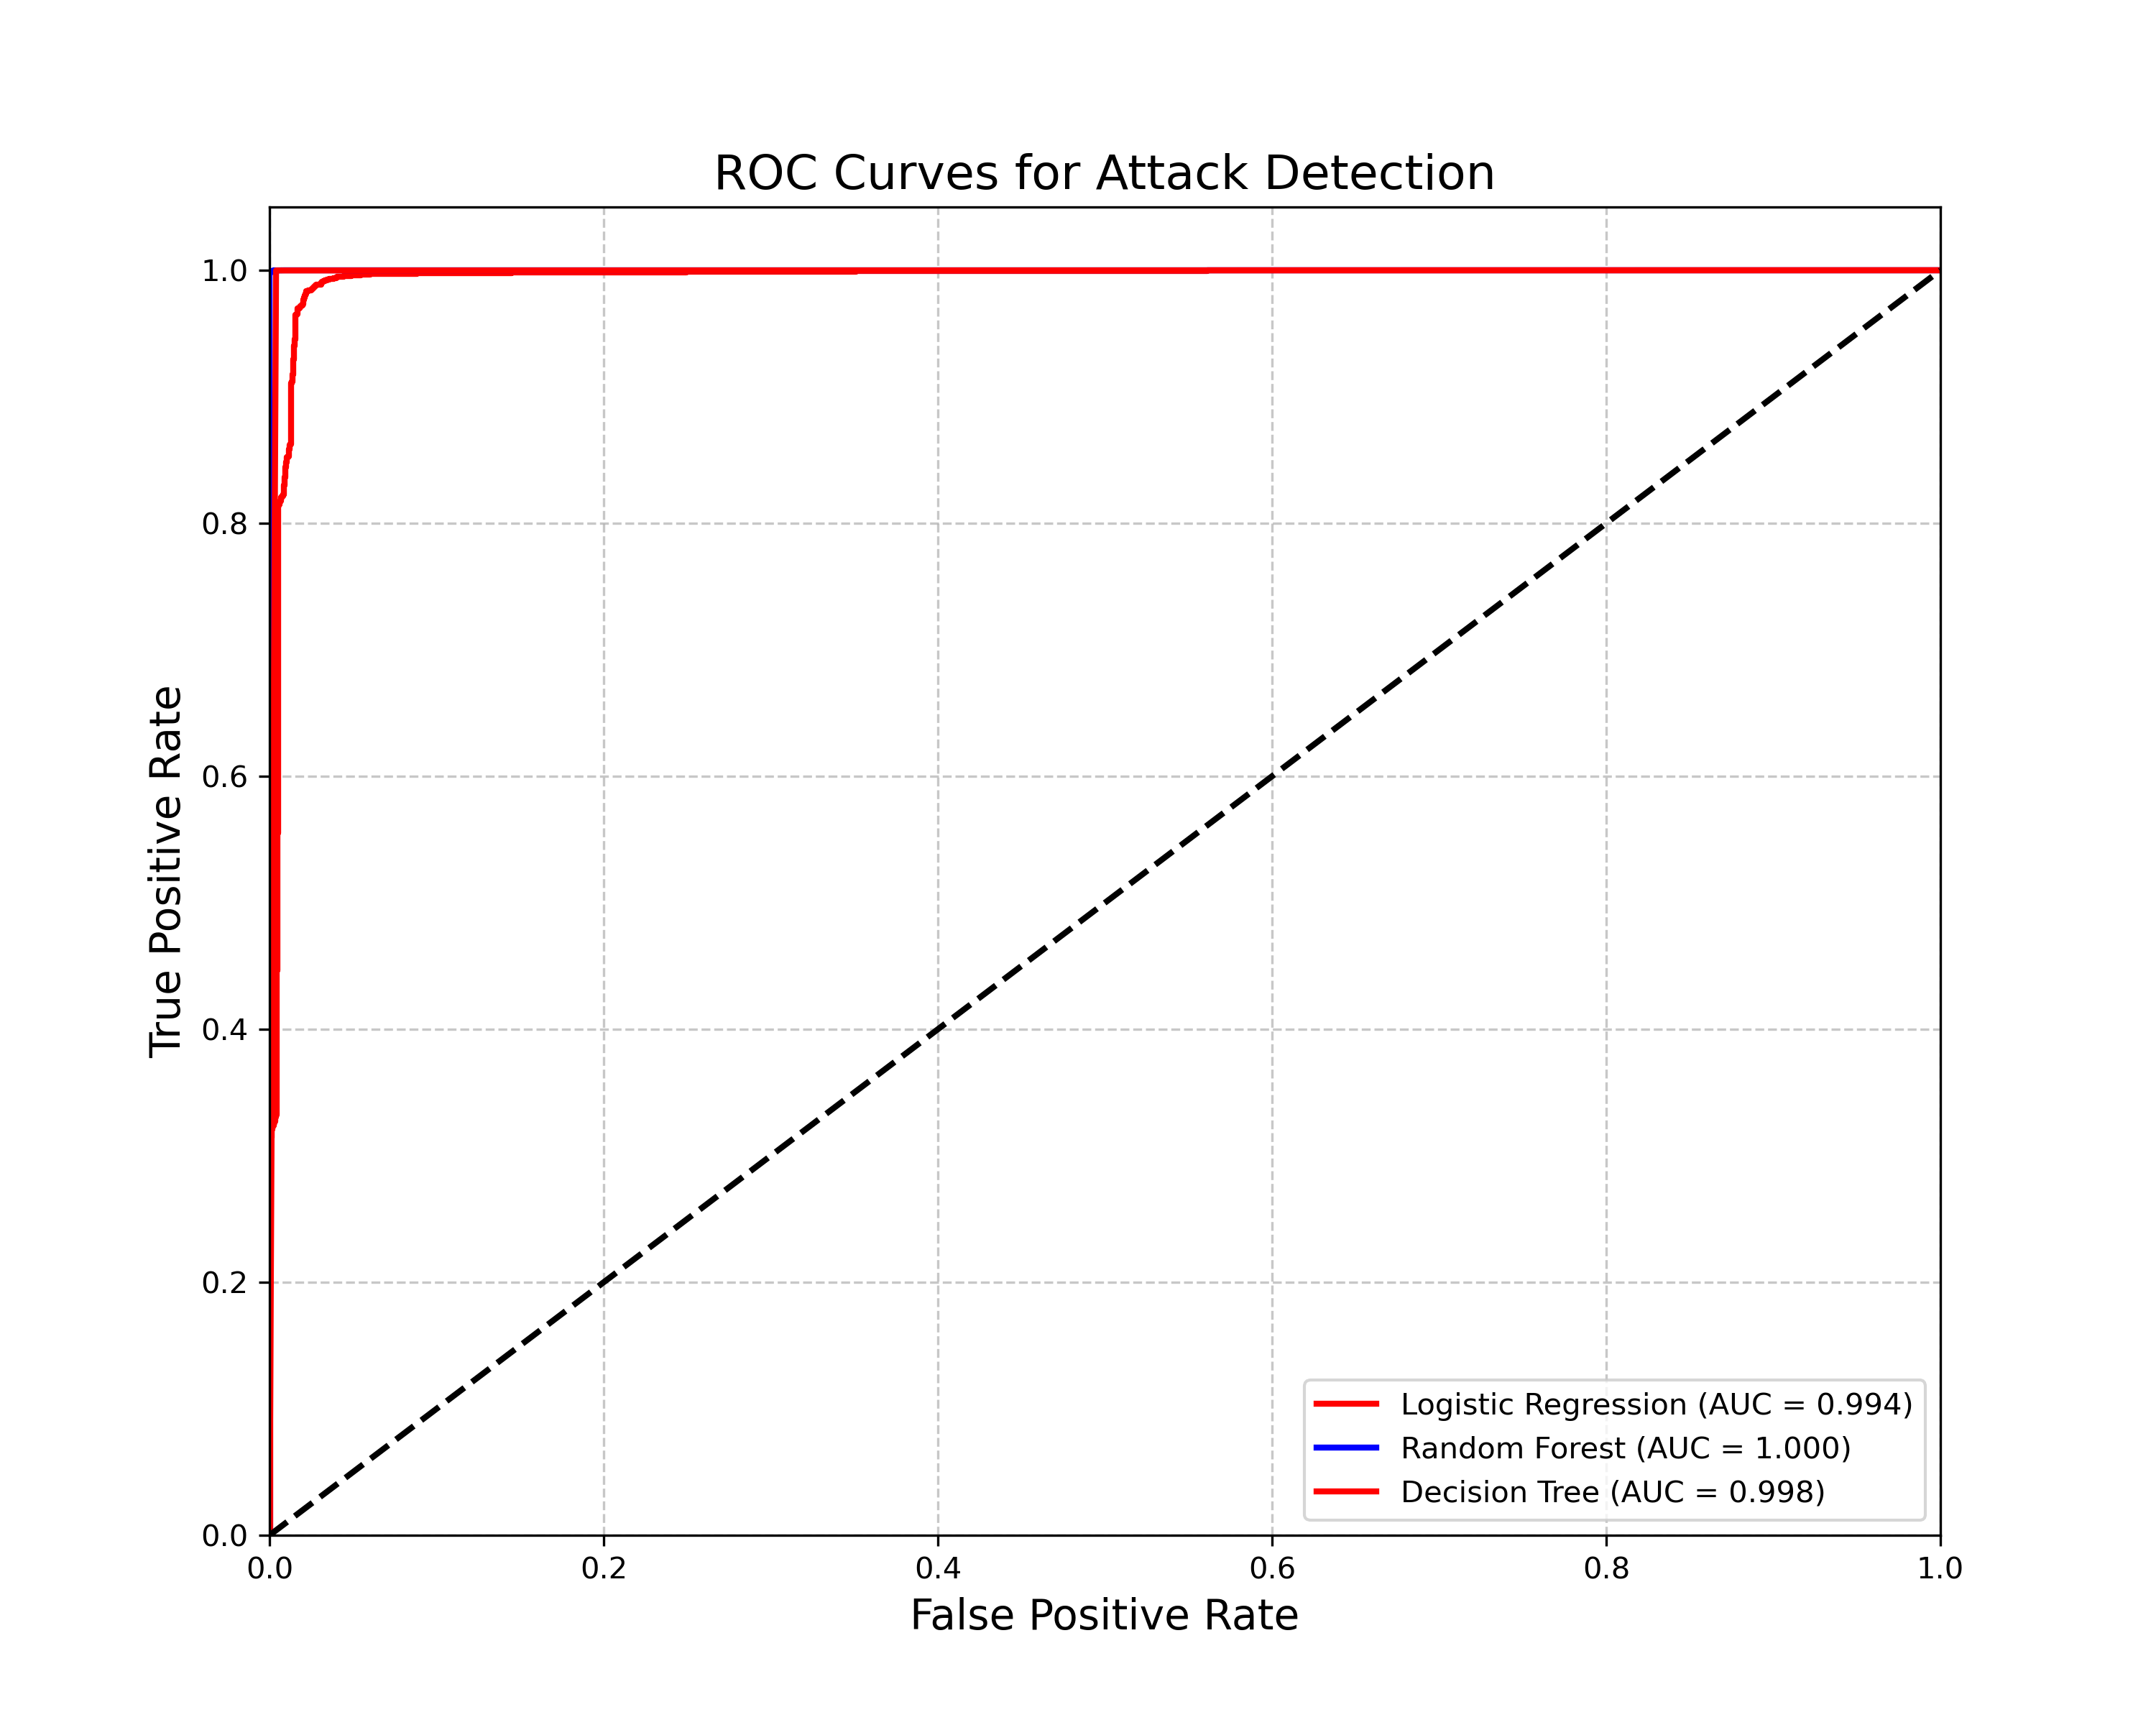 ROC Curves for Attack Detection
True Positive Rate
1.0
0.8
0.6
0.4
0.2
0.0
0.0 0.2 0.4 0.6 0.8 1.0
False Positive Rate
Logistic Regression (AUC = 0.994)
Random Forest (AUC = 1.000)
Decision Tree (AUC = 0.998)